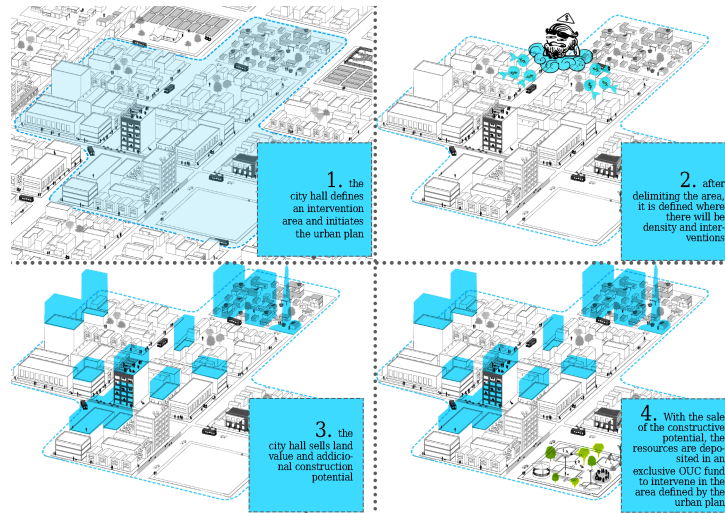 1. the
city hall defines
an intervention
area and initiates
the urban plan
2. after
delimiting the area,
it is defined where
there will be
density and inter-
ventions
3. the
city hall sells land
value and addicio-
nal construction
potential
4. With the sale
of the constructive
potential, the
resources are depo-
sited in an
exclusive OUC fund
to intervene in the
area defined by the
urban plan